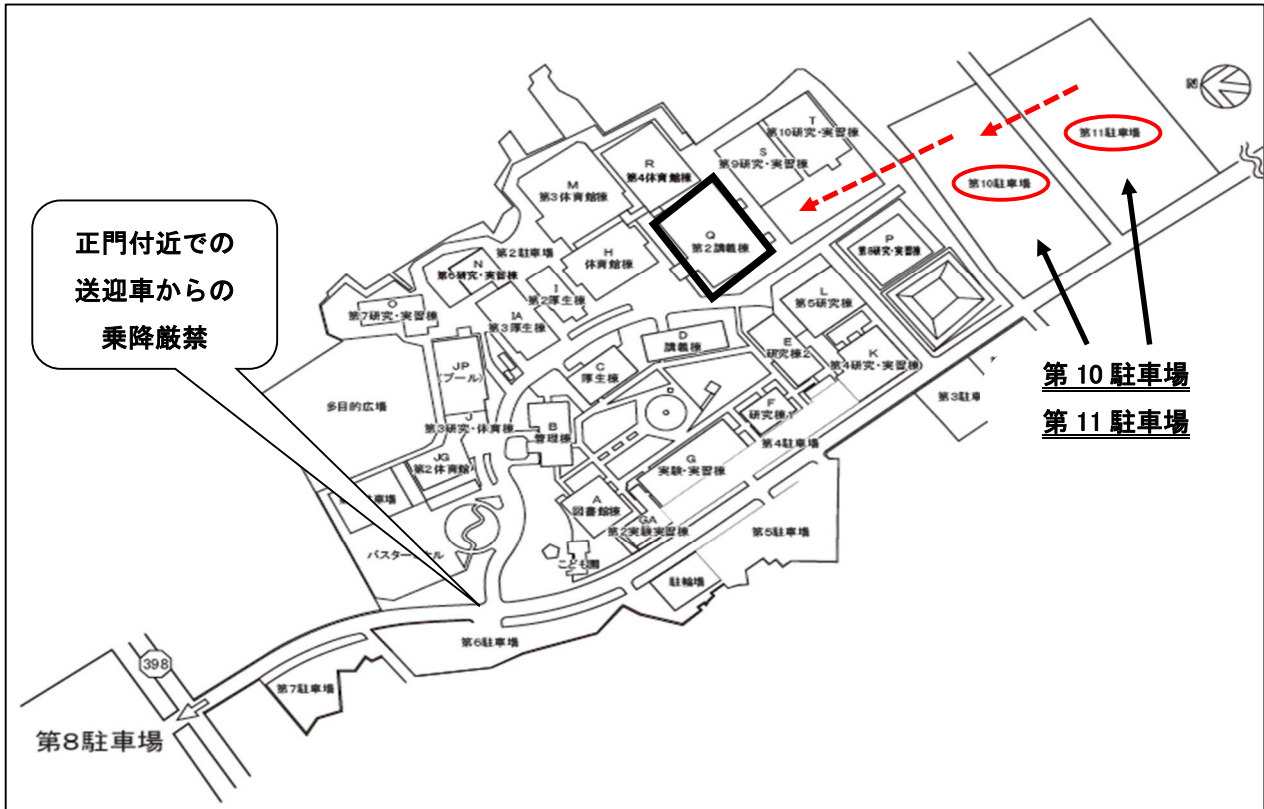 正門付近での
送迎車からの
乗降厳禁
N
T
第10研究・実習棟
S
第9研究・実習棟
R
第4体育館棟
M
第3体育館棟
Q
第2講義棟
H
体育館棟
第2駐車場
N
第6研究・実習棟
I
第2厚生棟
IA
第3厚生棟
O
第7研究・実習棟
第11駐車場
第10駐車場
P
第8研究・実習棟
L
第5研究棟
D
講義棟
E
研究棟2
K
第4研究・実習棟
C
厚生棟
JP
(プール)
多目的広場
J
第3研究・体育棟
B
管理棟
F
研究棟1
第4駐車場
第3駐車
第10駐車場
第11駐車場
JG
第2体育館
G
実験・実習棟
A
図書館棟
GA
第2実験実習棟
駐車場
バスター
ナル
こども園
第5駐車場
駐輪場
第6駐車場
398
第7駐車場
第8駐車場